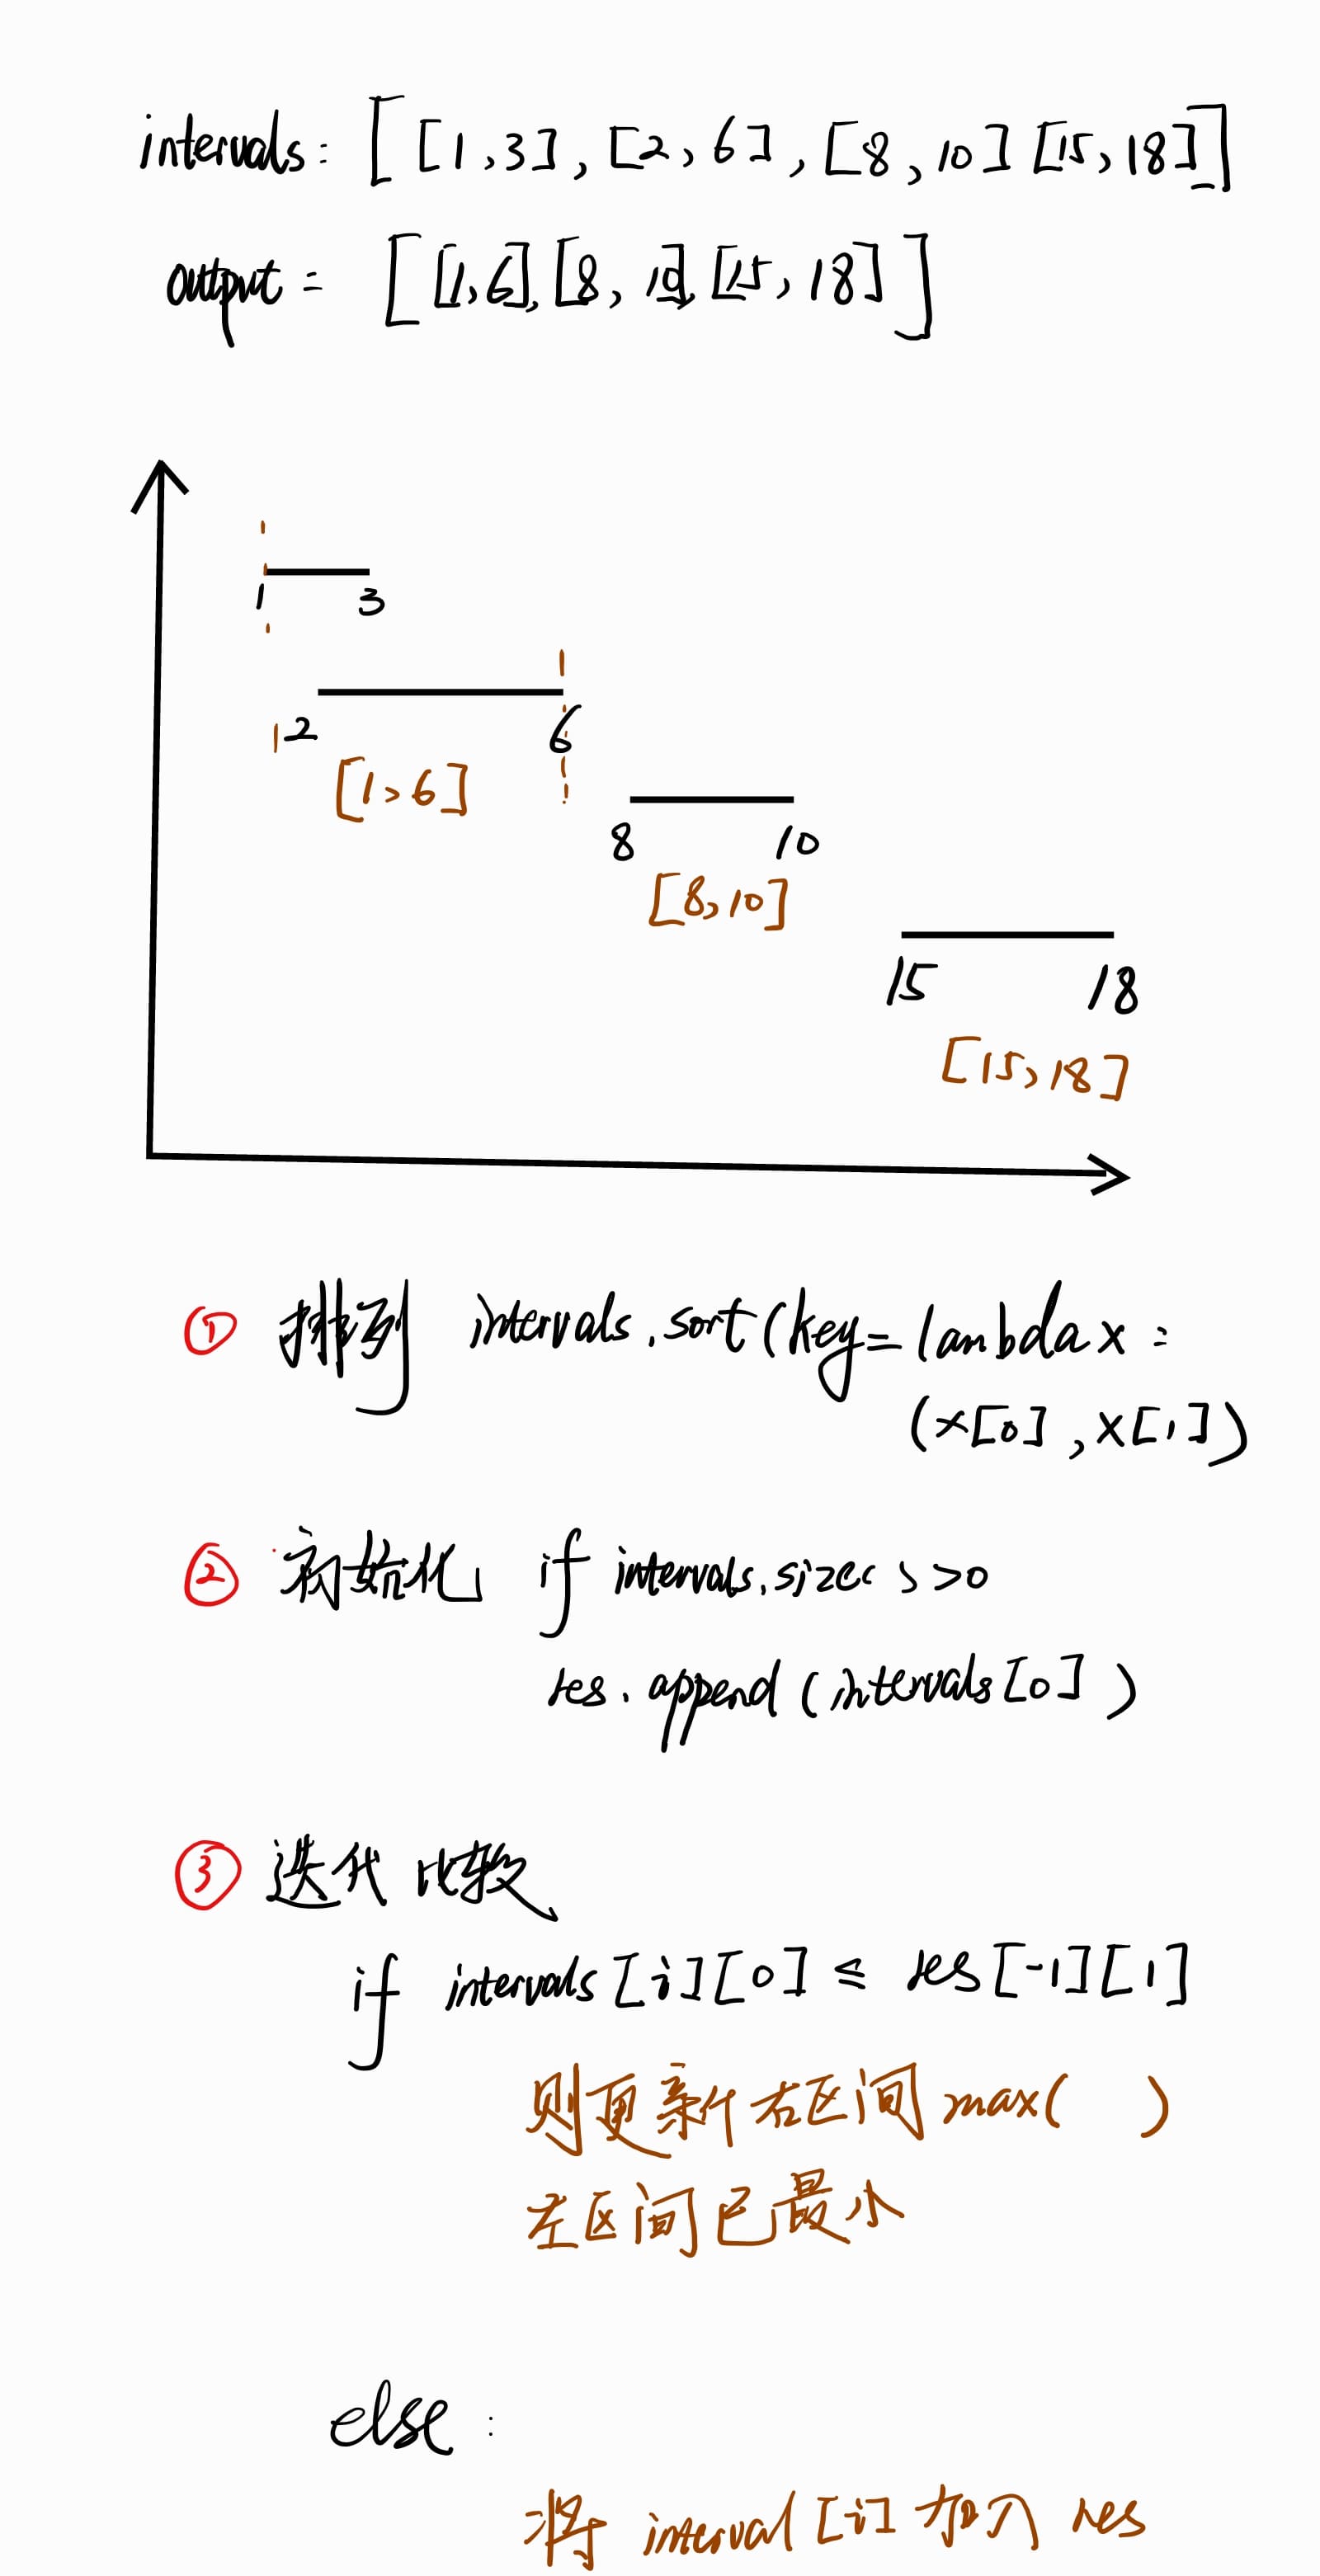 intervals: [[1,3],[2,6],[8,10][15,18]]
output = [[1,6],[8,10],[15,18]]
1 3
2 6
[1,6]
8 10
[8,10]
15 18
[15,18]
① 排列 intervals.sort(key=lambda x:
(x[0],x[1])
② 初始化 if intervals.size()>0
res.append(intervals[0])
③ 迭代比较
if intervals[i][0] ≤ res[-1][1]
则更新右区间 max( )
左区间已最小
else:
将 interval[i] 加入 res